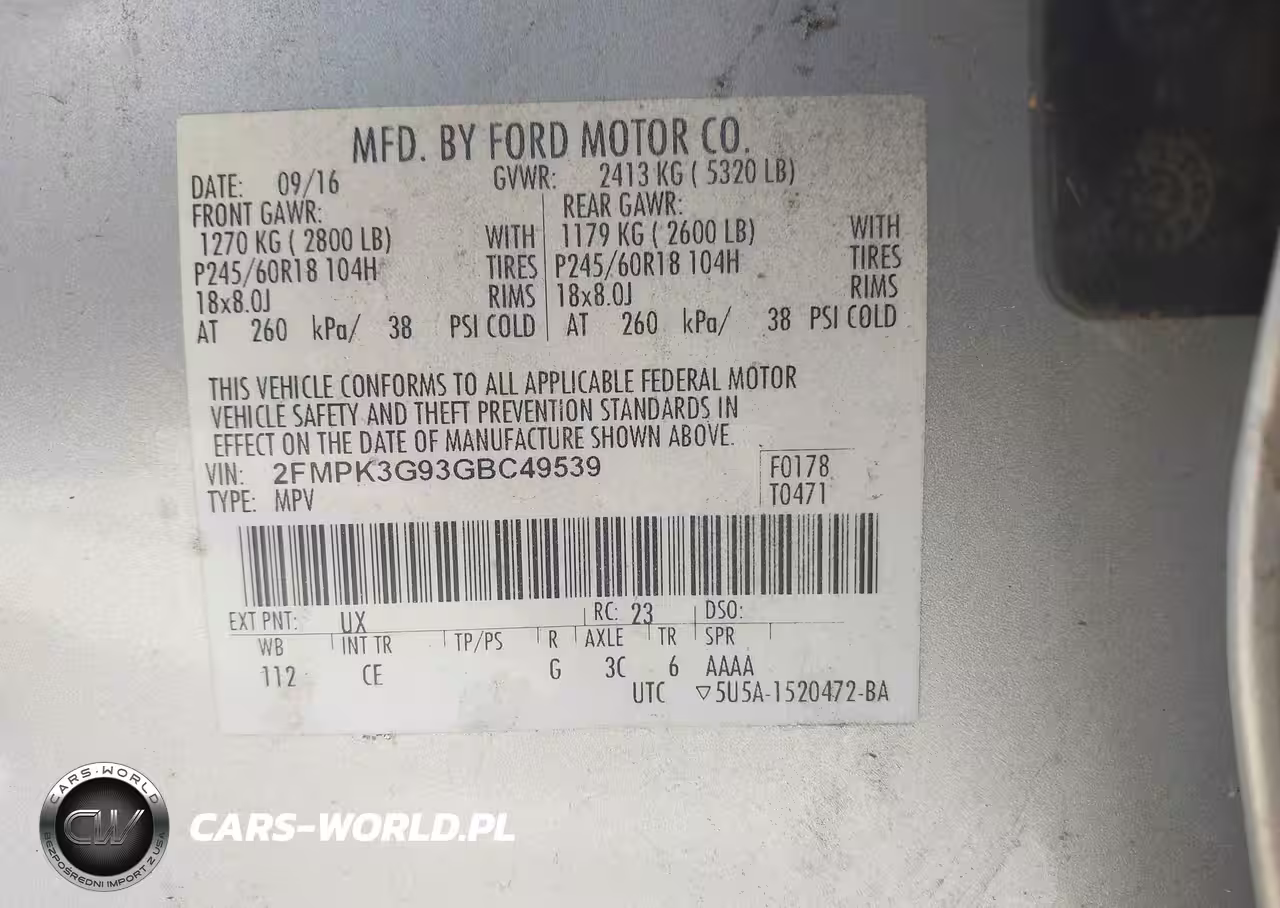 MFD. BY FORD MOTOR CO.
DATE: 09/16 GVWR: 2413 KG ( 5320 LB)
FRONT GAWR: REAR GAWR:
1270 KG ( 2800 LB) WITH 1179 KG ( 2600 LB) WITH
P245/60R18 104H TIRES P245/60R18 104H TIRES
18x8.0J RIMS 18x8.0J RIMS
AT 260 kPa/ 38 PSI COLD AT 260 kPa/ 38 PSI COLD
THIS VEHICLE CONFORMS TO ALL APPLICABLE FEDERAL MOTOR
VEHICLE SAFETY AND THEFT PREVENTION STANDARDS IN
EFFECT ON THE DATE OF MANUFACTURE SHOWN ABOVE.
VIN: 2FMPK3G93GBC49539 F0178
TYPE: MPV T0471
EXT PNT: UX RC: 23 DSO:
WB INT TR TP/PS R AXLE TR SPR
112 CE G 3C 6 AAAA
UTC ▽5U5A-1520472-BA
CARS-WORLD
CW
BEZPOŚREDNI IMPORT Z USA
CARS-WORLD.PL